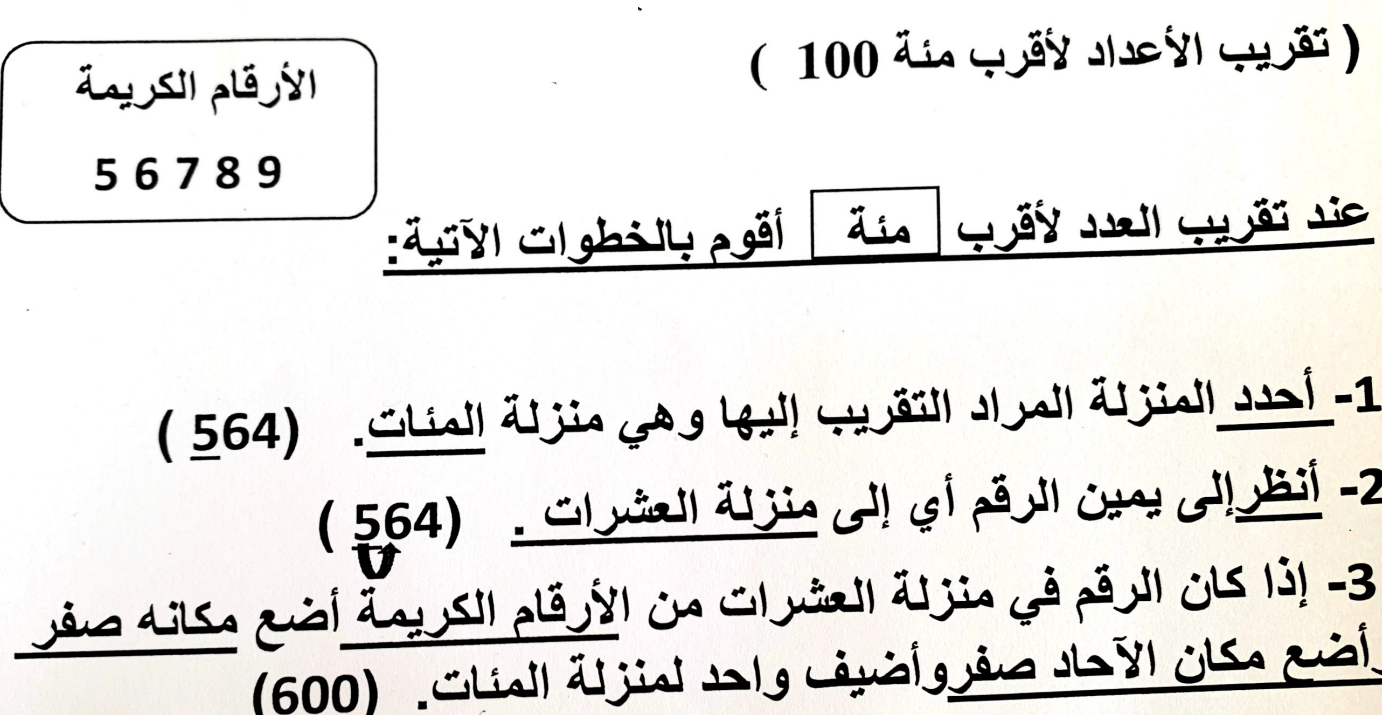 ( تقريب الأعداد لأقرب مئة 100 )
الأرقام الكريمة
5 6 7 8 9
عند تقريب العدد لأقرب مئة أقوم بالخطوات الآتية:
1- أحدد المنزلة المراد التقريب إليها وهي منزلة المئات. (564 )
2- أنظرإلى يمين الرقم أي إلى منزلة العشرات . (564 )
3- إذا كان الرقم في منزلة العشرات من الأرقام الكريمة أضع مكانه صفر
وأضع مكان الآحاد صفروأضيف واحد لمنزلة المئات. (600)